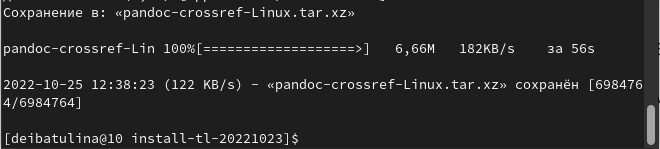 Сохранение в: «pandoc-crossref-Linux.tar.xz»
pandoc-crossref-Lin 100%[===================>]   6,66M   182KB/s    за 56s
2022-10-25 12:38:23 (122 KB/s) - «pandoc-crossref-Linux.tar.xz» сохранён [698476
4/6984764]
[deibatulina@10 install-tl-20221023]$